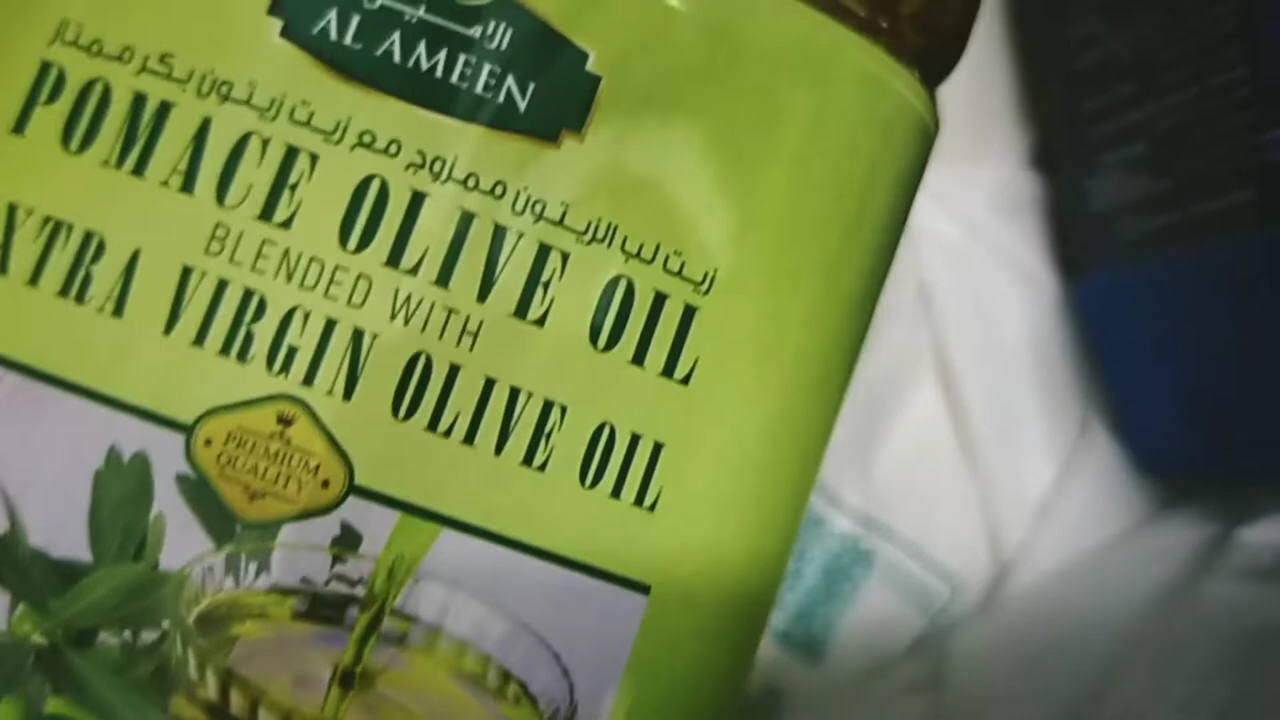 الامين
AL AMEEN
زيت لب الزيتون ممزوج مع زيت زيتون بكر ممتاز
POMACE OLIVE OIL
BLENDED WITH
XTRA VIRGIN OLIVE OIL
PREMIUM
QUALITY